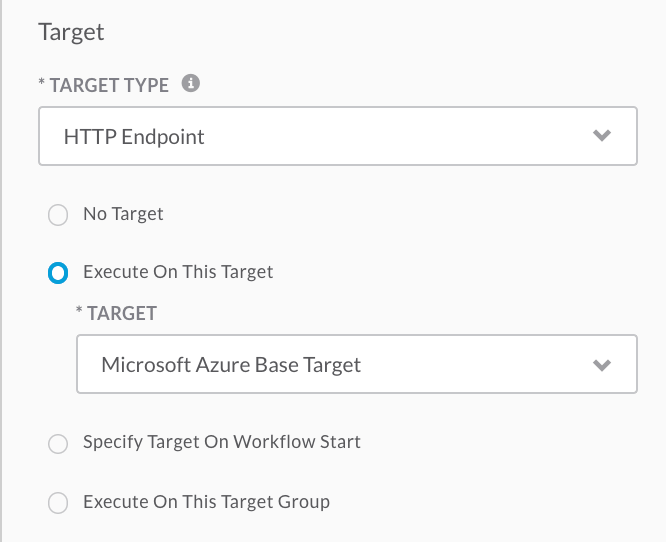 Target
* TARGET TYPE
HTTP Endpoint
No Target
Execute On This Target
* TARGET
Microsoft Azure Base Target
Specify Target On Workflow Start
Execute On This Target Group